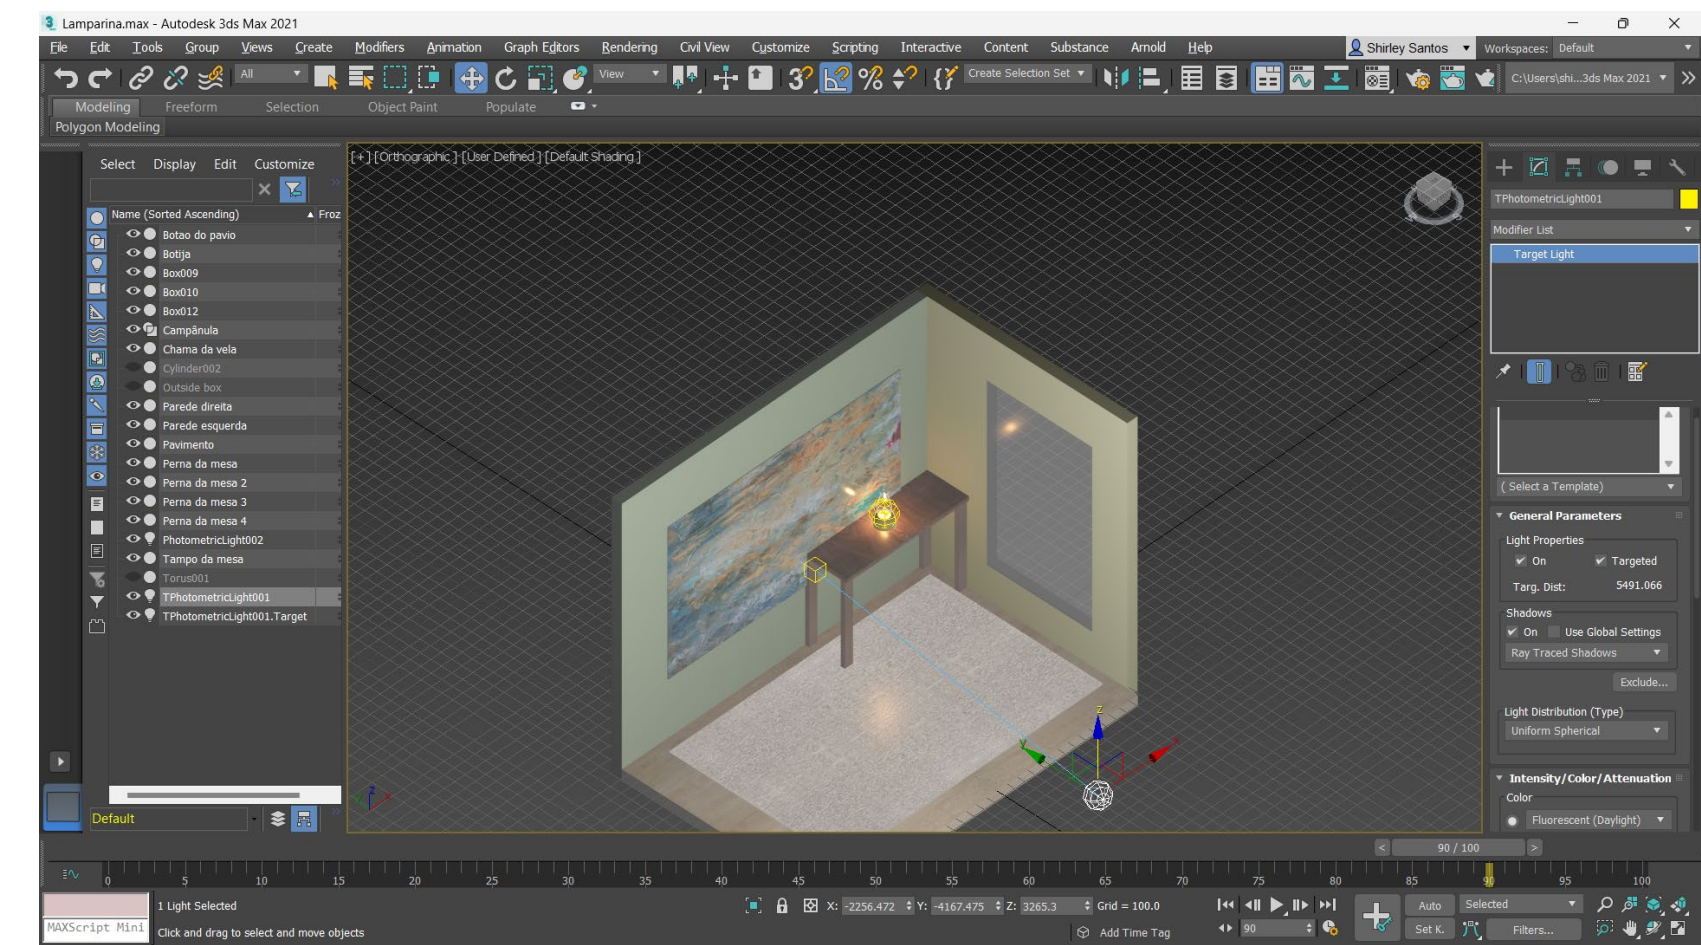 Lamparina.max - Autodesk 3ds Max 2021
File Edit Tools Group Views Create Modifiers Animation Graph Editors Rendering Civil View Customize Scripting Interactive Content Substance Arnold Help Shirley Santos Workspaces: Default
All View Create Selection Set C:\Users\shi...3ds Max 2021
Modeling Freeform Selection Object Paint Populate
Polygon Modeling
Select Display Edit Customize
[+] [Orthographic ] [User Defined ] [Default Shading ]
Name (Sorted Ascending) Froz
Botao do pavio
Botija
Box009
Box010
Box012
Campânula
Chama da vela
Cylinder002
Outside box
Parede direita
Parede esquerda
Pavimento
Perna da mesa
Perna da mesa 2
Perna da mesa 3
Perna da mesa 4
PhotometricLight002
Tampo da mesa
Torus001
TPhotometricLight001
TPhotometricLight001.Target
Default
z
y
x
z
x
TPhotometricLight001
Modifier List
Target Light
( Select a Template)
General Parameters
Light Properties
On Targeted
Targ. Dist: 5491.066
Shadows
On Use Global Settings
Ray Traced Shadows
Exclude...
Light Distribution (Type)
Uniform Spherical
Intensity/Color/Attenuation
Color
Fluorescent (Daylight)
< 90 / 100 >
0 5 10 15 20 25 30 35 40 45 50 55 60 65 70 75 80 85 90 95 100
1 Light Selected X: -2256.472 Y: -4167.475 Z: 3265.3 Grid = 100.0 Auto Selected
MAXScript Mini Click and drag to select and move objects Add Time Tag 90 Set K. Filters...